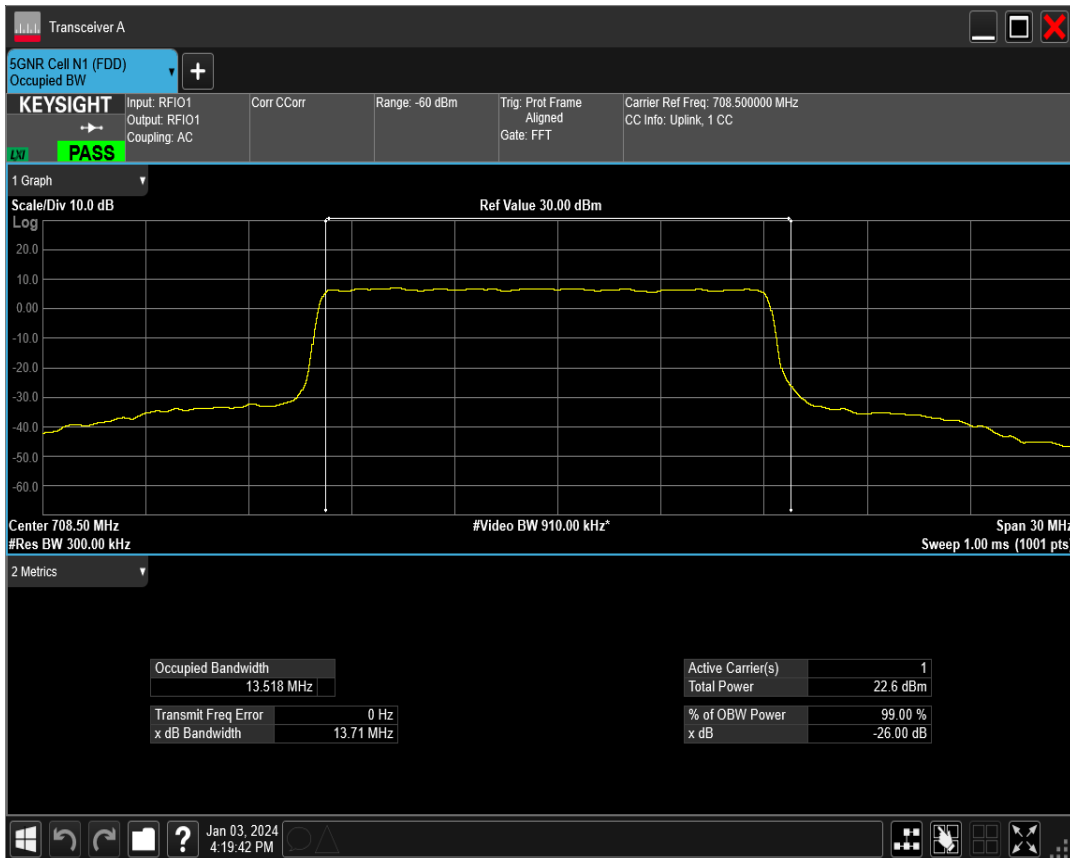 Transceiver A
5GNR Cell N1 (FDD)
Occupied BW
+
KEYSIGHT
LXI
PASS
Input: RFIO1
Output: RFIO1
Coupling: AC
Corr CCorr
Range: -60 dBm
Trig: Prot Frame
Aligned
Gate: FFT
Carrier Ref Freq: 708.500000 MHz
CC Info: Uplink, 1 CC
1 Graph
Scale/Div 10.0 dB
Ref Value 30.00 dBm
Log
20.0
10.0
0.00
-10.0
-20.0
-30.0
-40.0
-50.0
-60.0
Center 708.50 MHz
#Video BW 910.00 kHz*
Span 30 MHz
#Res BW 300.00 kHz
Sweep 1.00 ms (1001 pts)
2 Metrics
Occupied Bandwidth
13.518 MHz
Transmit Freq Error 0 Hz
x dB Bandwidth 13.71 MHz
Active Carrier(s) 1
Total Power 22.6 dBm
% of OBW Power 99.00 %
x dB -26.00 dB
?
Jan 03, 2024
4:19:42 PM